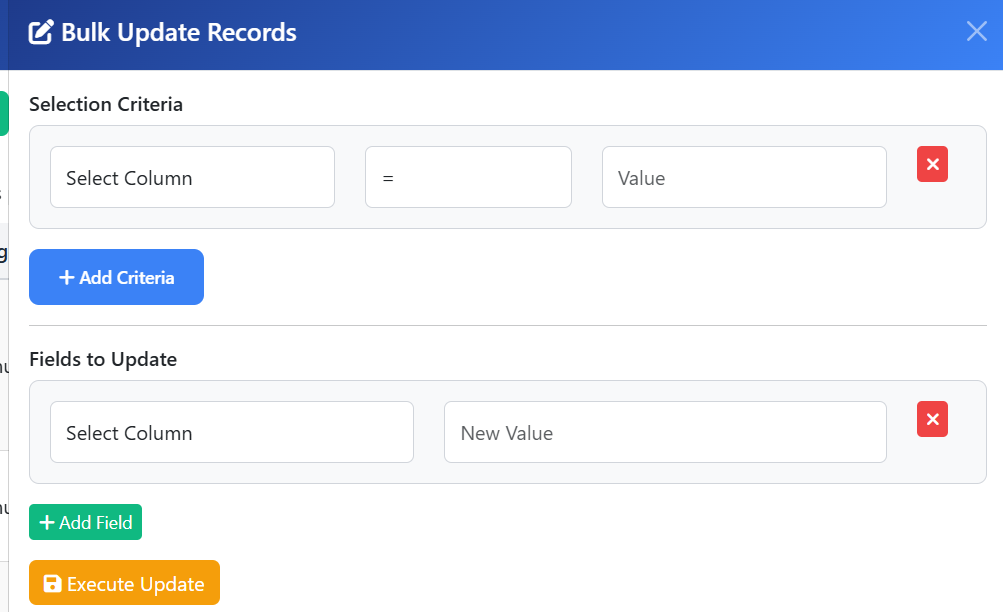 Bulk Update Records
Selection Criteria
Select Column
=
Value
+ Add Criteria
Fields to Update
Select Column
New Value
+ Add Field
Execute Update